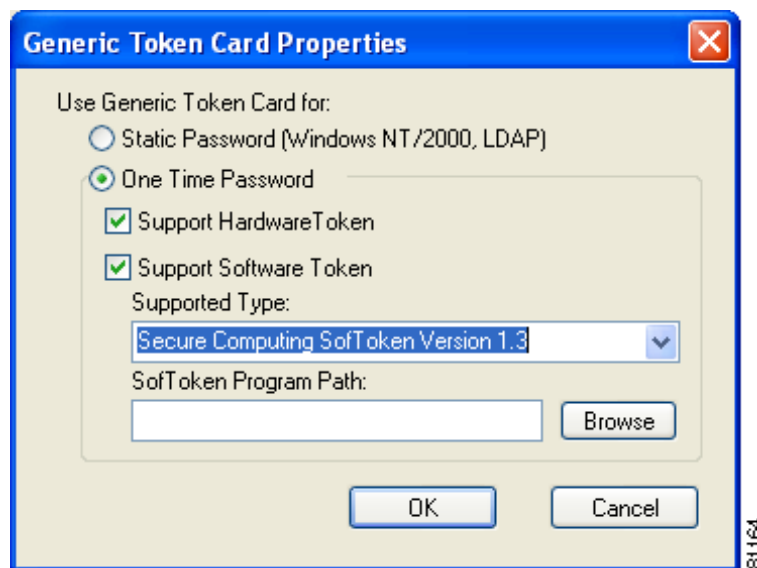 Generic Token Card Properties
Use Generic Token Card for:
Static Password (Windows NT/2000, LDAP)
One Time Password
Support HardwareToken
Support Software Token
Supported Type:
Secure Computing SofToken Version 1.3
SofToken Program Path:
Browse
OK
Cancel
81164